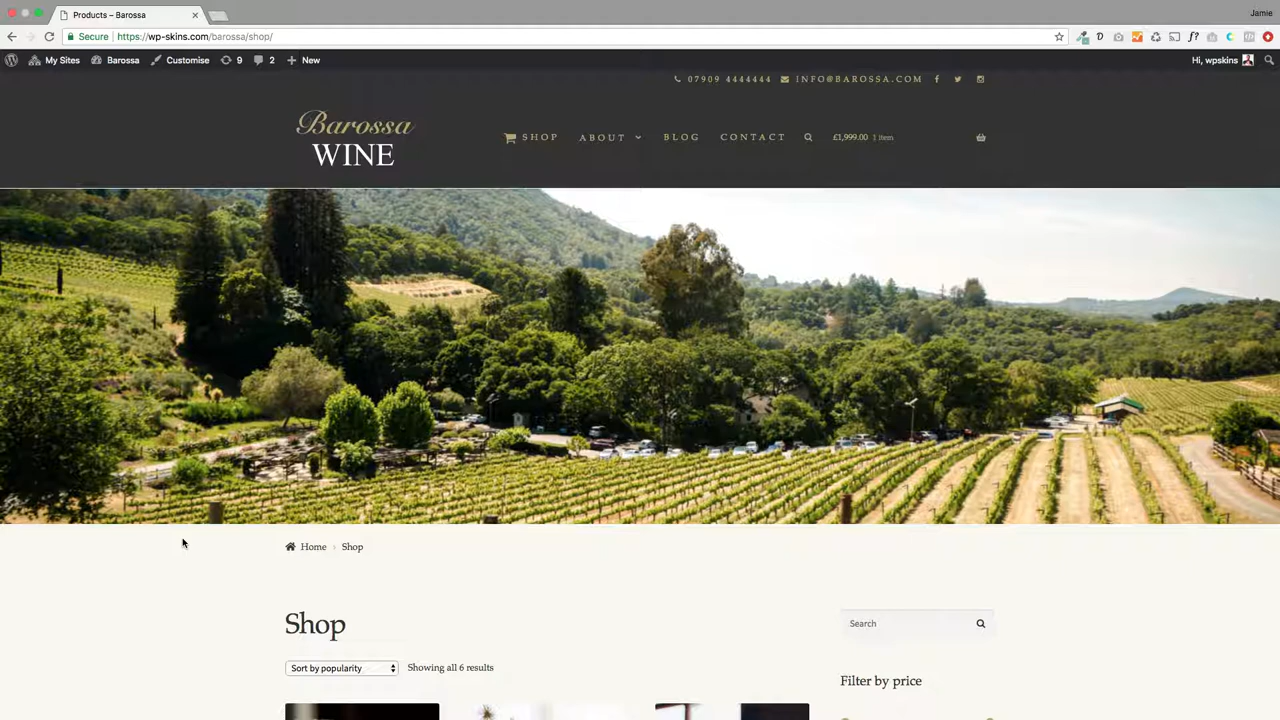 Products – Barossa
Jamie
Secure https://wp-skins.com/barossa/shop/
My Sites Barossa Customise 9 2 New Hi, wpskins
07909 4444444 INFO@BAROSSA.COM
Barossa
WINE
SHOP ABOUT BLOG CONTACT £1,999.00 1 item
Home Shop
Shop
Search
Sort by popularity Showing all 6 results
Filter by price